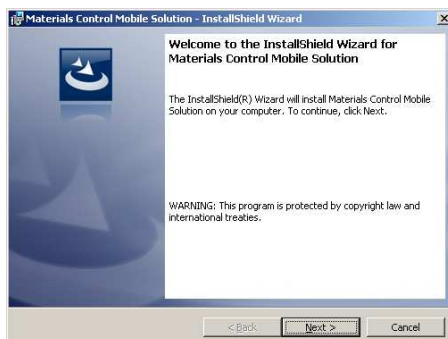 Materials Control Mobile Solution - InstallShield Wizard
Welcome to the InstallShield Wizard for
Materials Control Mobile Solution
The InstallShield(R) Wizard will install Materials Control Mobile
Solution on your computer. To continue, click Next.
WARNING: This program is protected by copyright law and
international treaties.
< Back
Next >
Cancel